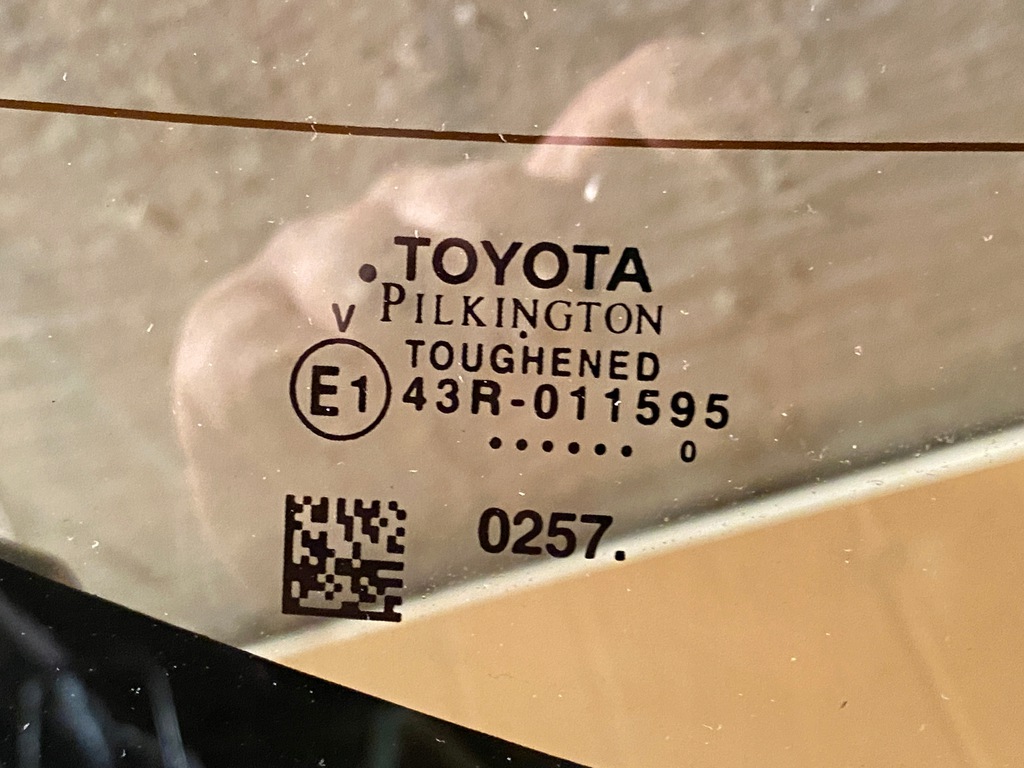 .TOYOTA
V PILKINGTON
TOUGHENED
E1 43R-011595
...... 0
0257.